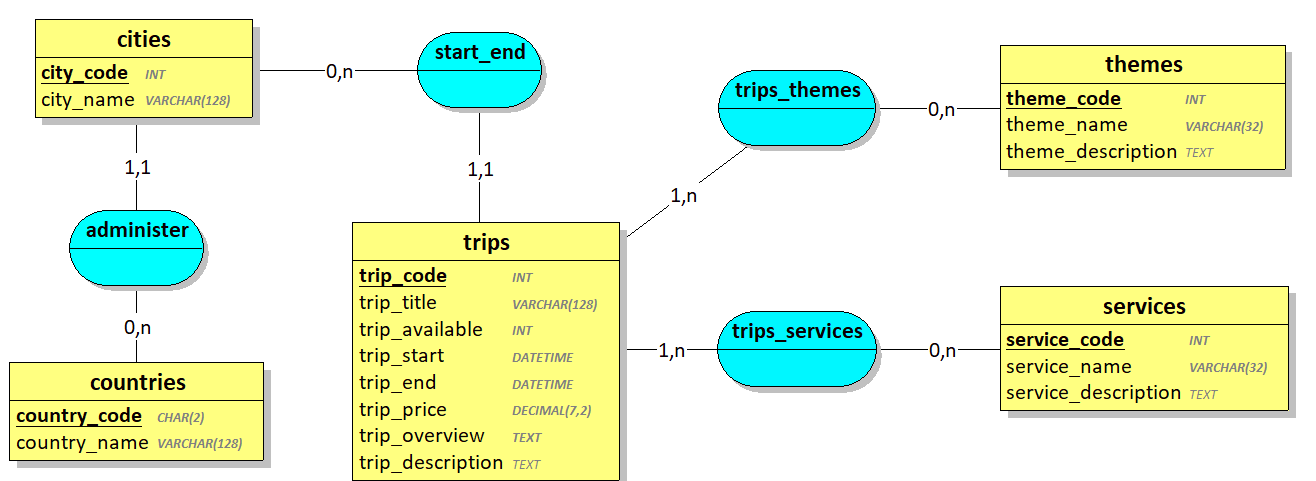 cities
city_code INT
city_name VARCHAR(128)
0,n
start_end
1,1
1,1
administer
0,n
countries
country_code CHAR(2)
country_name VARCHAR(128)
trips
trip_code INT
trip_title VARCHAR(128)
trip_available INT
trip_start DATETIME
trip_end DATETIME
trip_price DECIMAL(7,2)
trip_overview TEXT
trip_description TEXT
1,n
trips_themes
0,n
themes
theme_code INT
theme_name VARCHAR(32)
theme_description TEXT
1,n
trips_services
0,n
services
service_code INT
service_name VARCHAR(32)
service_description TEXT